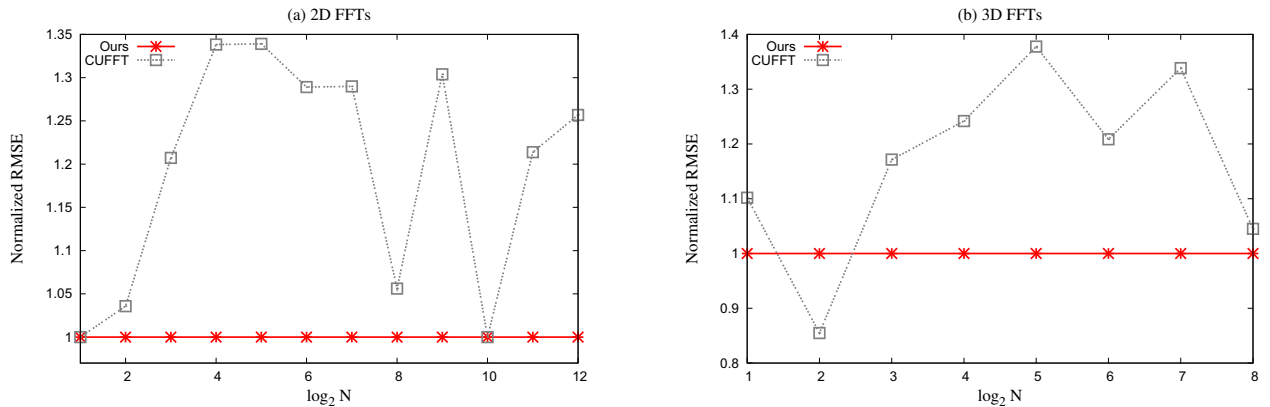 (a) 2D FFTs
Ours
CUFFT
Normalized RMSE
1.35
1.3
1.25
1.2
1.15
1.1
1.05
1
2
4
6
8
10
12
log₂ N
(b) 3D FFTs
Ours
CUFFT
Normalized RMSE
1.4
1.3
1.2
1.1
1
0.9
0.8
1
2
3
4
5
6
7
8
log₂ N